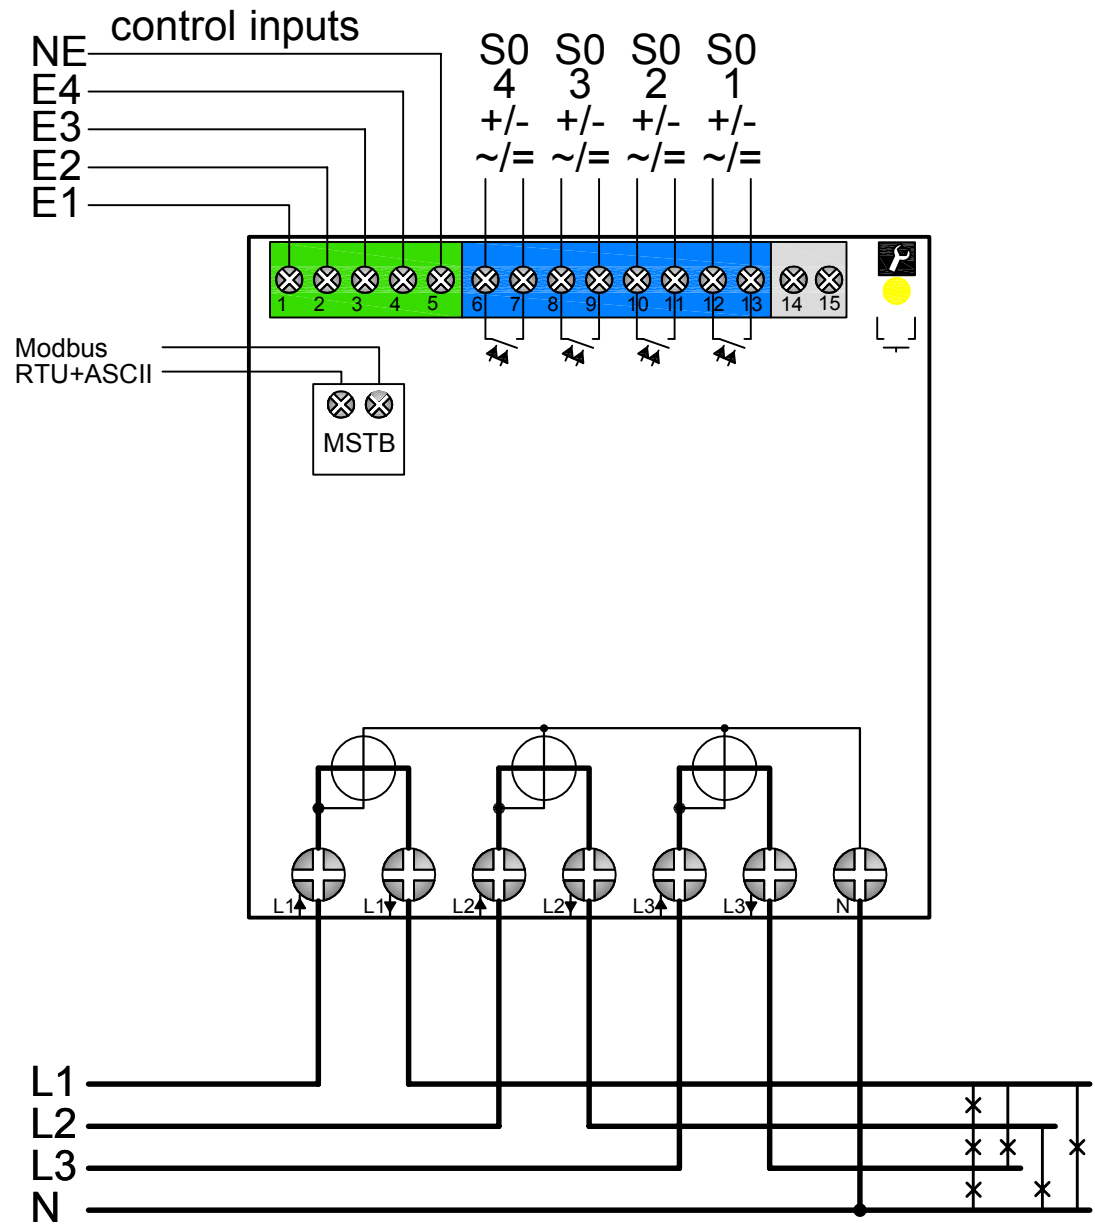 control inputs
NE
E4
E3
E2
E1
S0 S0 S0 S0
4 3 2 1
+/- +/- +/- +/-
~/= ~/= ~/= ~/=
1 2 3 4 5 6 7 8 9 10 11 12 13 14 15
Modbus
RTU+ASCII
MSTB
L1 L1 L2 L2 L3 L3 N
L1
L2
L3
N